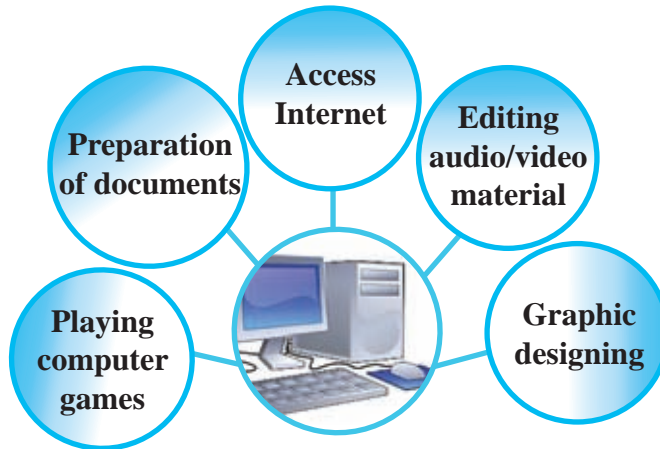 Access
Internet
Preparation
of documents
Editing
audio/video
material
Playing
computer
games
Graphic
designing